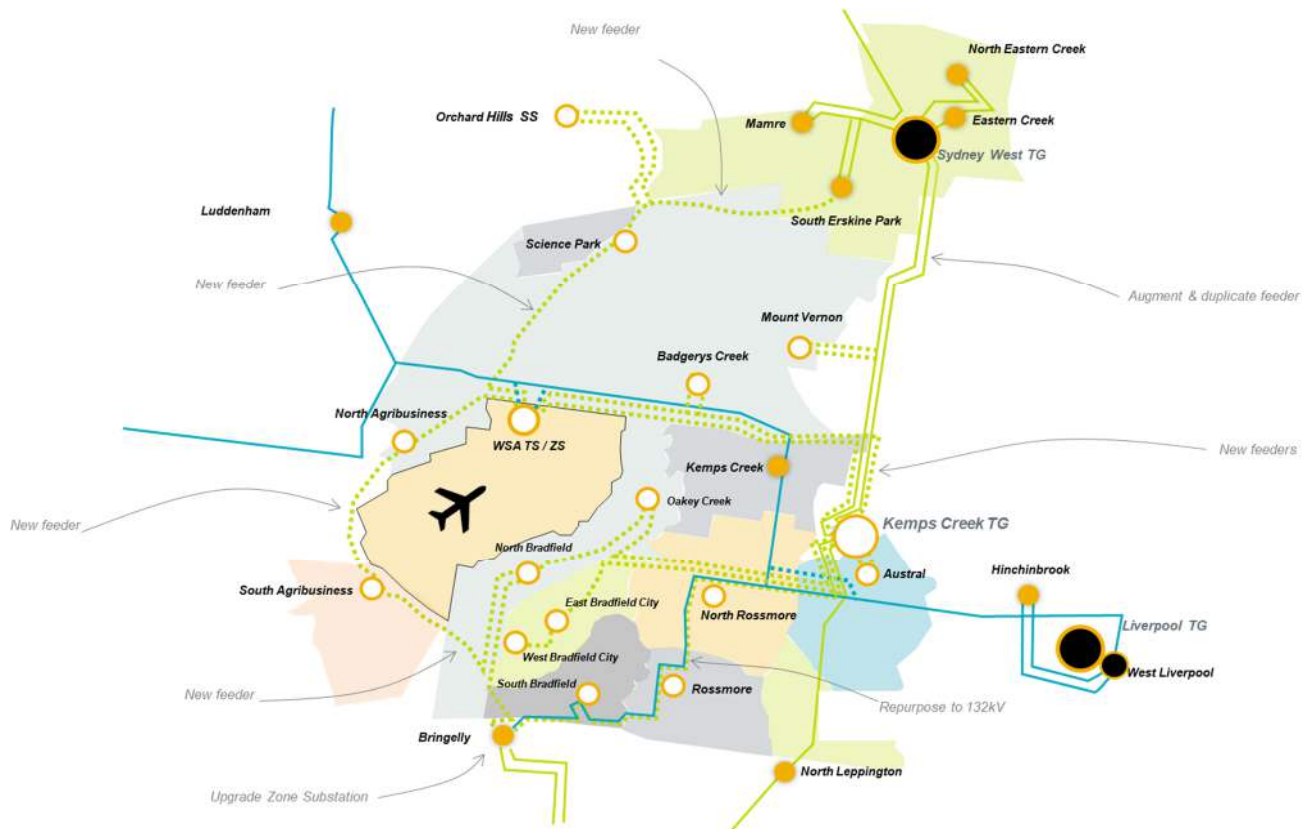 New feeder
North Eastern Creek
Orchard Hills SS
Mamre
Eastern Creek
Sydney West TG
Luddenham
South Erskine Park
Science Park
New feeder
Augment & duplicate feeder
Mount Vernon
Badgerys Creek
North Agribusiness
WSA TS / ZS
Kemps Creek
New feeders
Oakey Creek
New feeder
Kemps Creek TG
North Bradfield
Austral
Hinchinbrook
South Agribusiness
East Bradfield City
North Rossmore
Liverpool TG
West Bradfield City
West Liverpool
South Bradfield
Rossmore
New feeder
Repurpose to 132kV
Bringelly
North Leppington
Upgrade Zone Substation